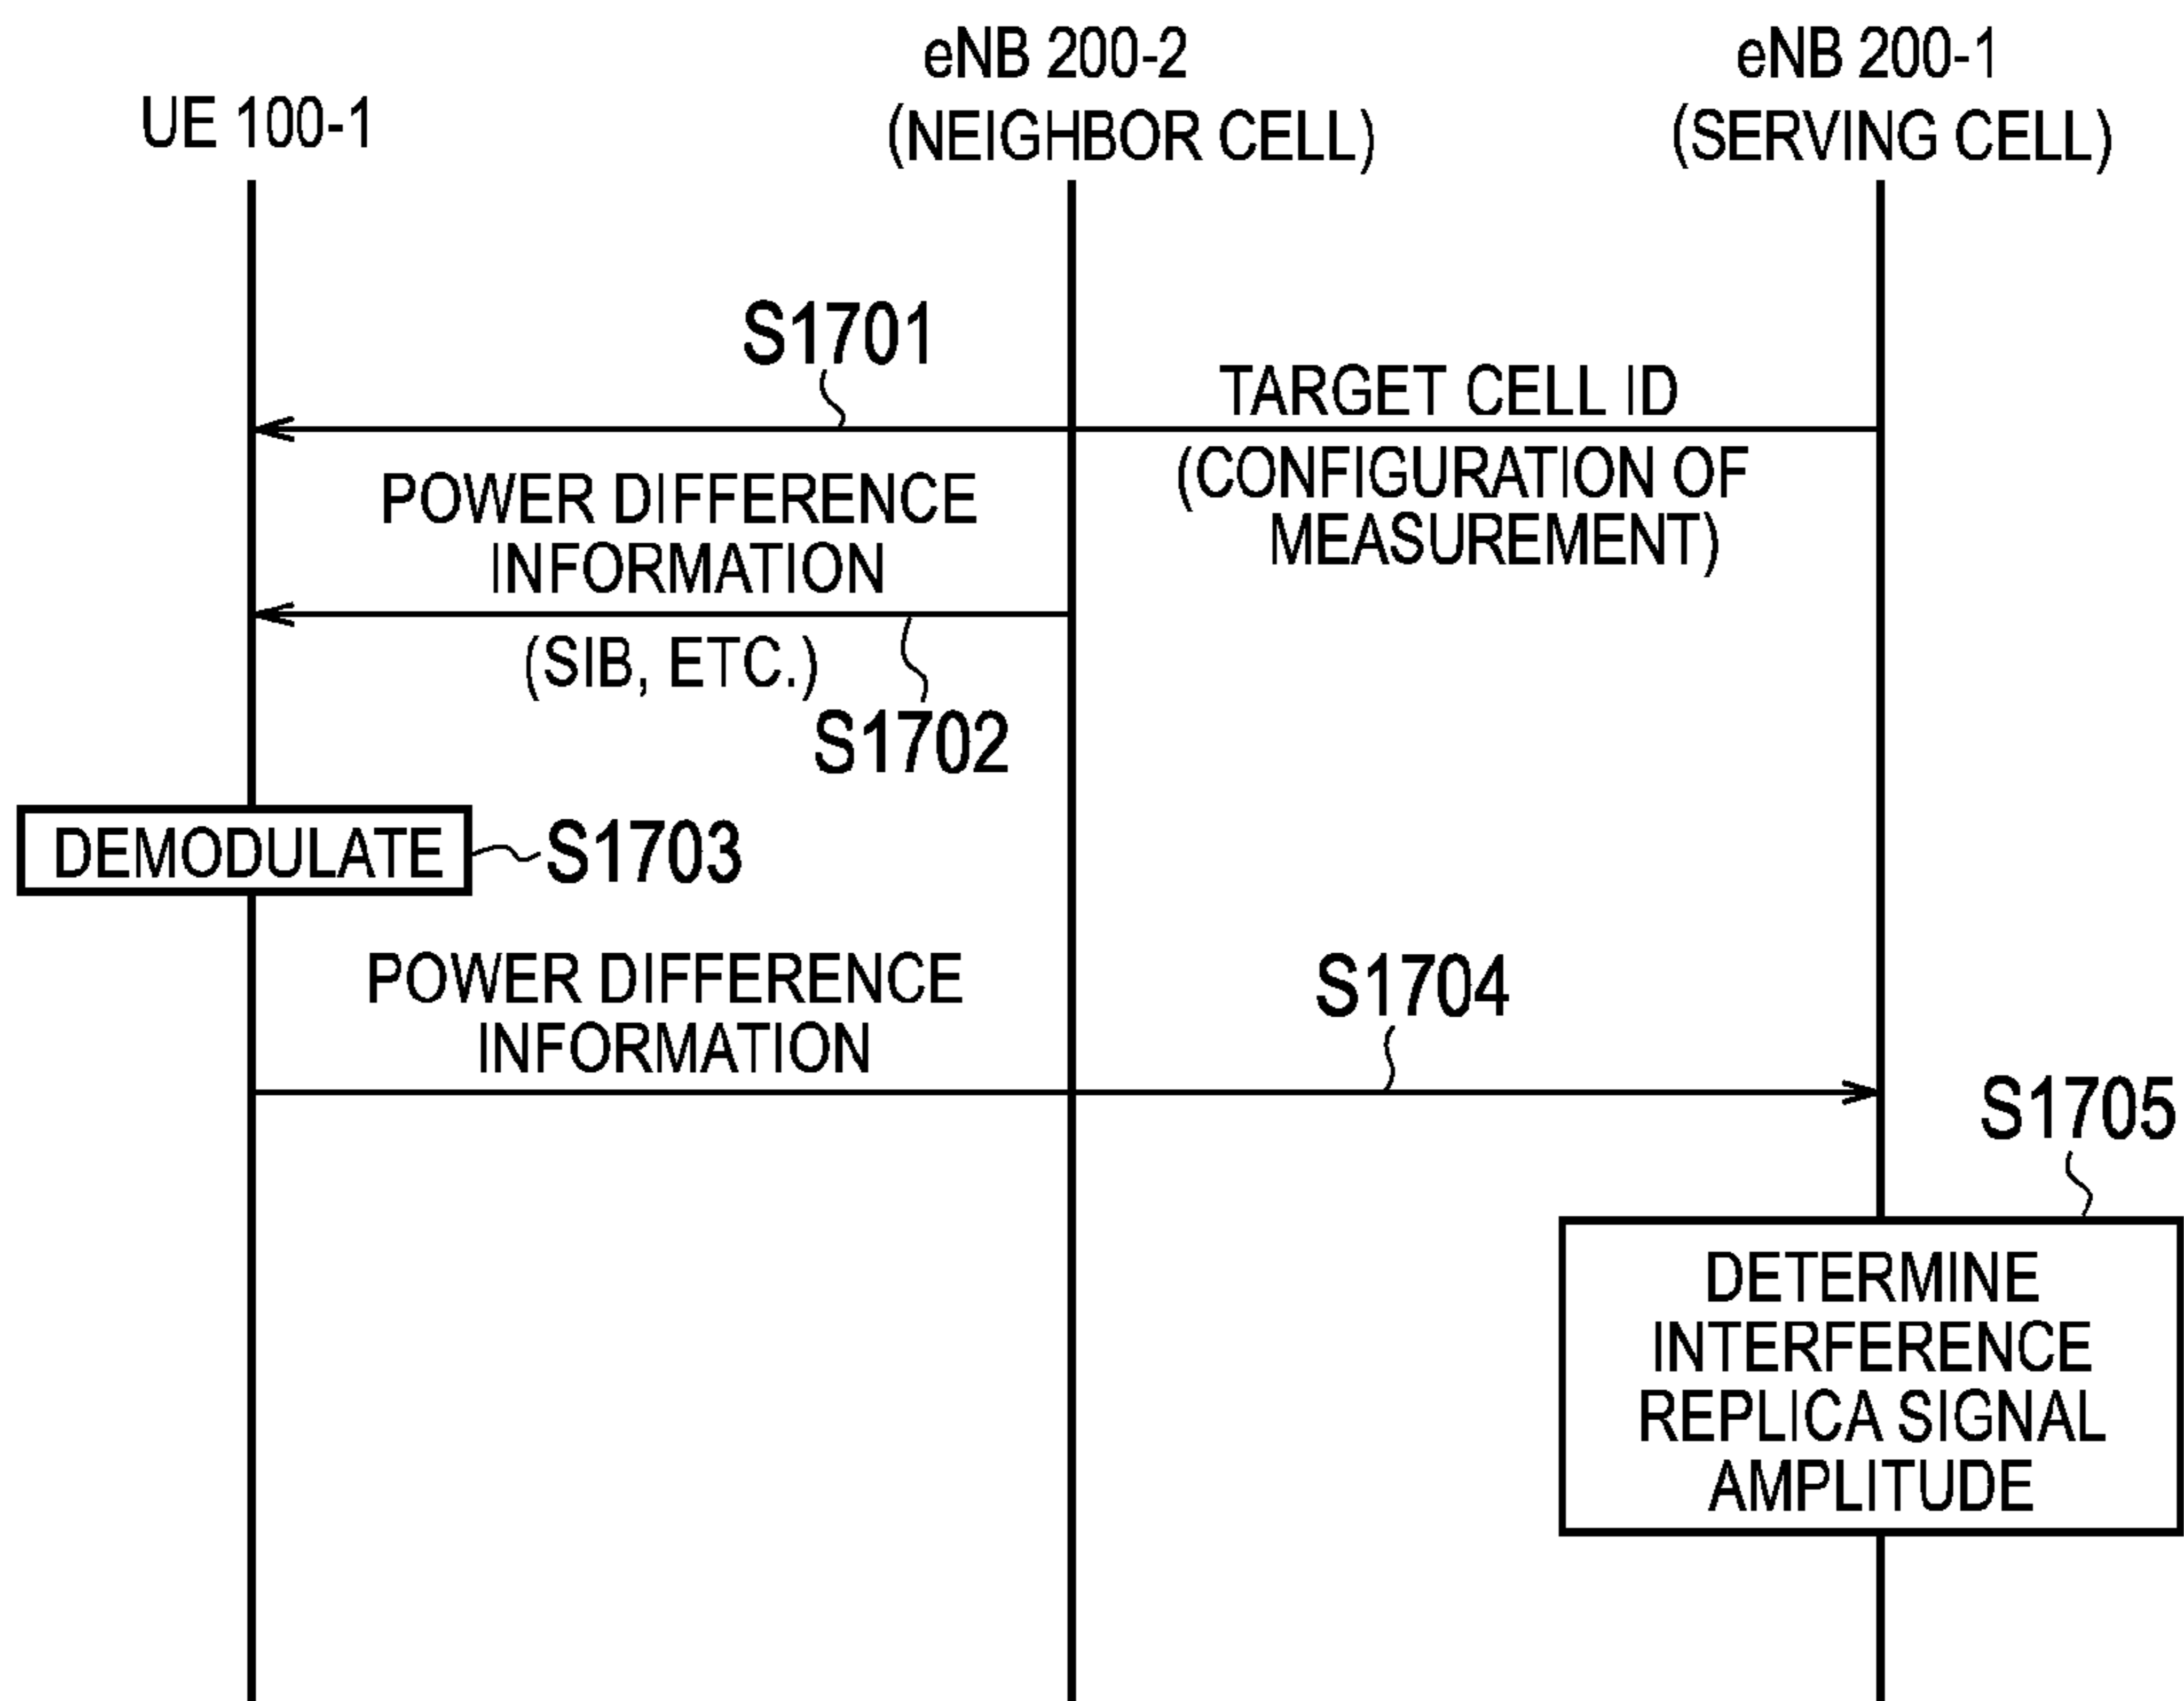 UE 100-1
eNB 200-2
(NEIGHBOR CELL)
eNB 200-1
(SERVING CELL)
S1701
TARGET CELL ID
(CONFIGURATION OF
MEASUREMENT)
POWER DIFFERENCE
INFORMATION
(SIB, ETC.)
S1702
DEMODULATE
S1703
POWER DIFFERENCE
INFORMATION
S1704
S1705
DETERMINE
INTERFERENCE
REPLICA SIGNAL
AMPLITUDE